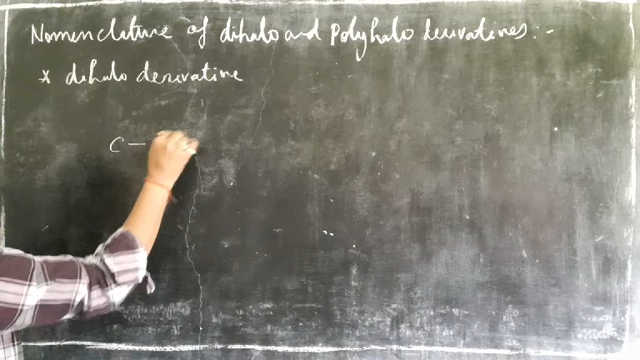 Nomenclature of dihalo and Polyhalo derivatives:-
* dihalo derivative
C -